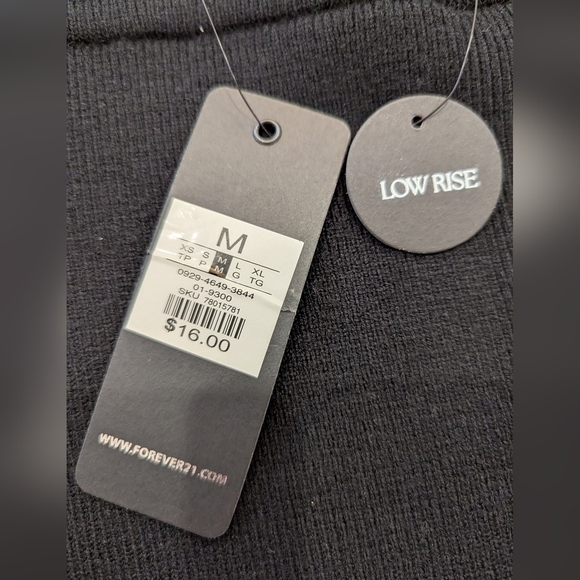 M
XS S M L XL
TP P M G TG
0929-4649-3844
01-9300
SKU 78015781
$16.00
WWW.FOREVER21.COM
LOW RISE